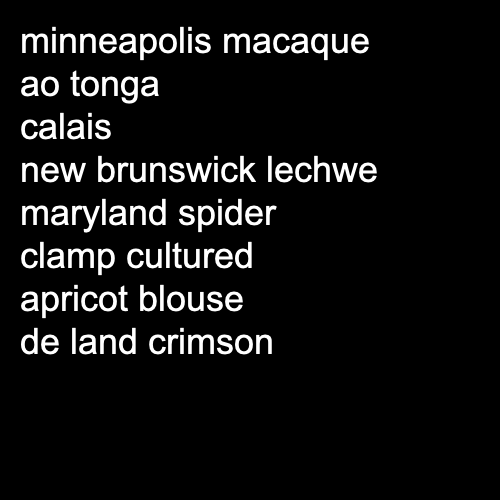 minneapolis macaque
ao tonga
calais
new brunswick lechwe
maryland spider
clamp cultured
apricot blouse
de land crimson